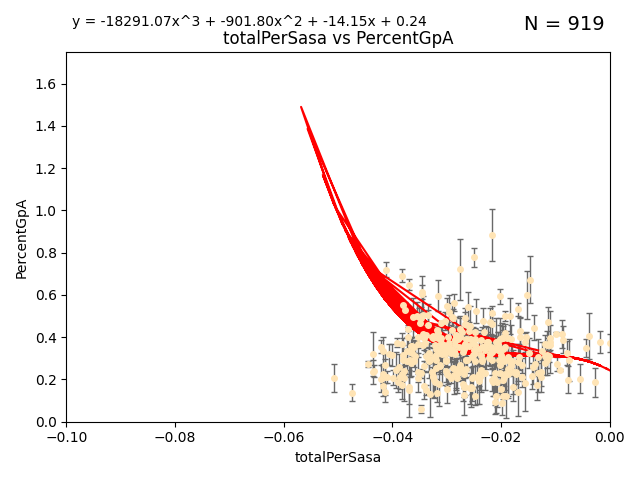 y = -18291.07x^3 + -901.80x^2 + -14.15x + 0.24
N = 919
totalPerSasa vs PercentGpA
1.6
1.4
1.2
1.0
0.8
0.6
0.4
0.2
0.0
PercentGpA
−0.10 −0.08 −0.06 −0.04 −0.02 0.00
totalPerSasa